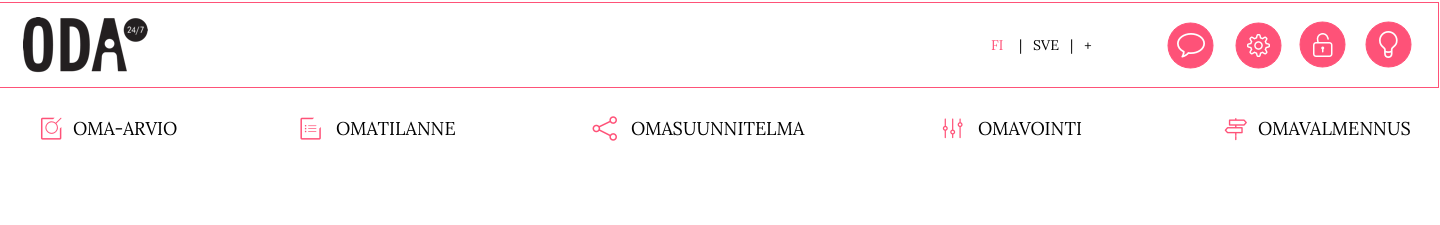 ODA 24/7
FI | SVE | +
OMA-ARVIO OMATILANNE OMASUUNNITELMA OMAVOINTI OMAVALMENNUS